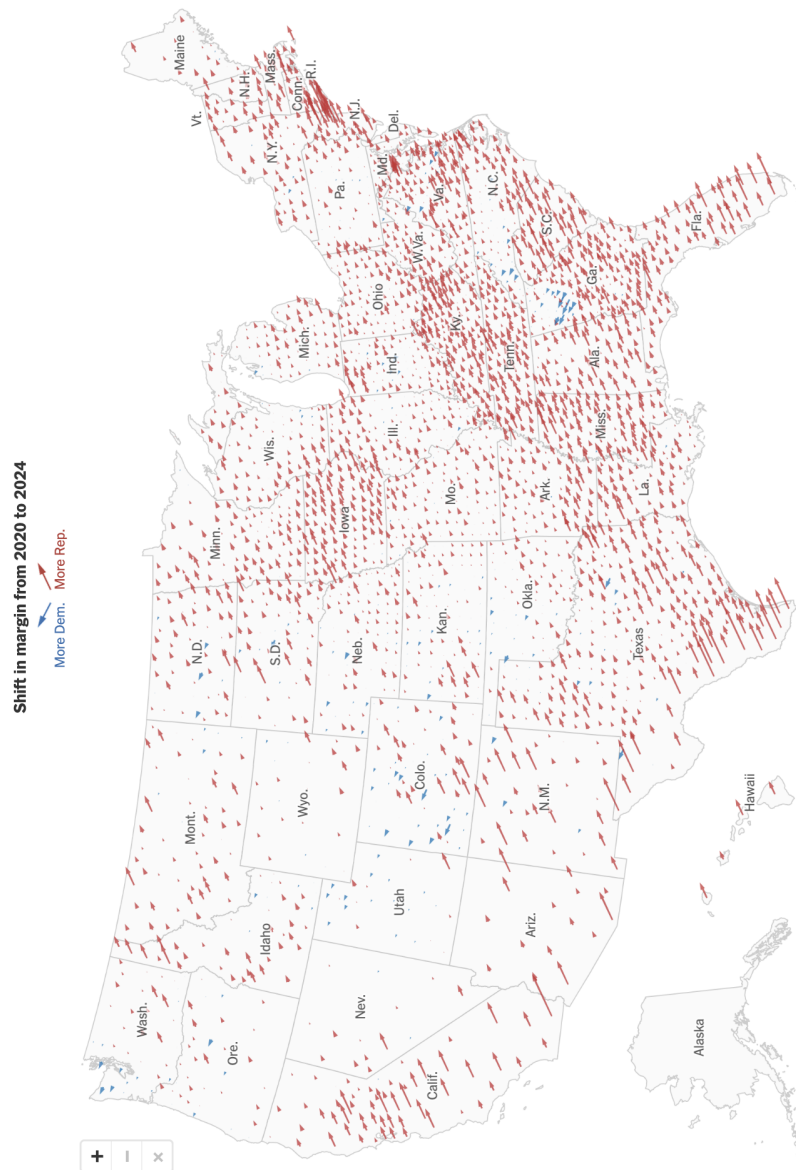 Shift in margin from 2020 to 2024
More Dem. More Rep.
+
−
×
Wash.
Ore.
Calif.
Nev.
Idaho
Mont.
Wyo.
Utah
Ariz.
Colo.
N.M.
N.D.
S.D.
Neb.
Kan.
Okla.
Texas
Minn.
Iowa
Mo.
Ark.
La.
Wis.
Ill.
Mich.
Ind.
Ohio
Ky.
Tenn.
Miss.
Ala.
Ga.
Fla.
S.C.
N.C.
Va.
W.Va.
Md.
Del.
Pa.
N.J.
N.Y.
Conn.
R.I.
Mass.
Vt.
N.H.
Maine
Alaska
Hawaii